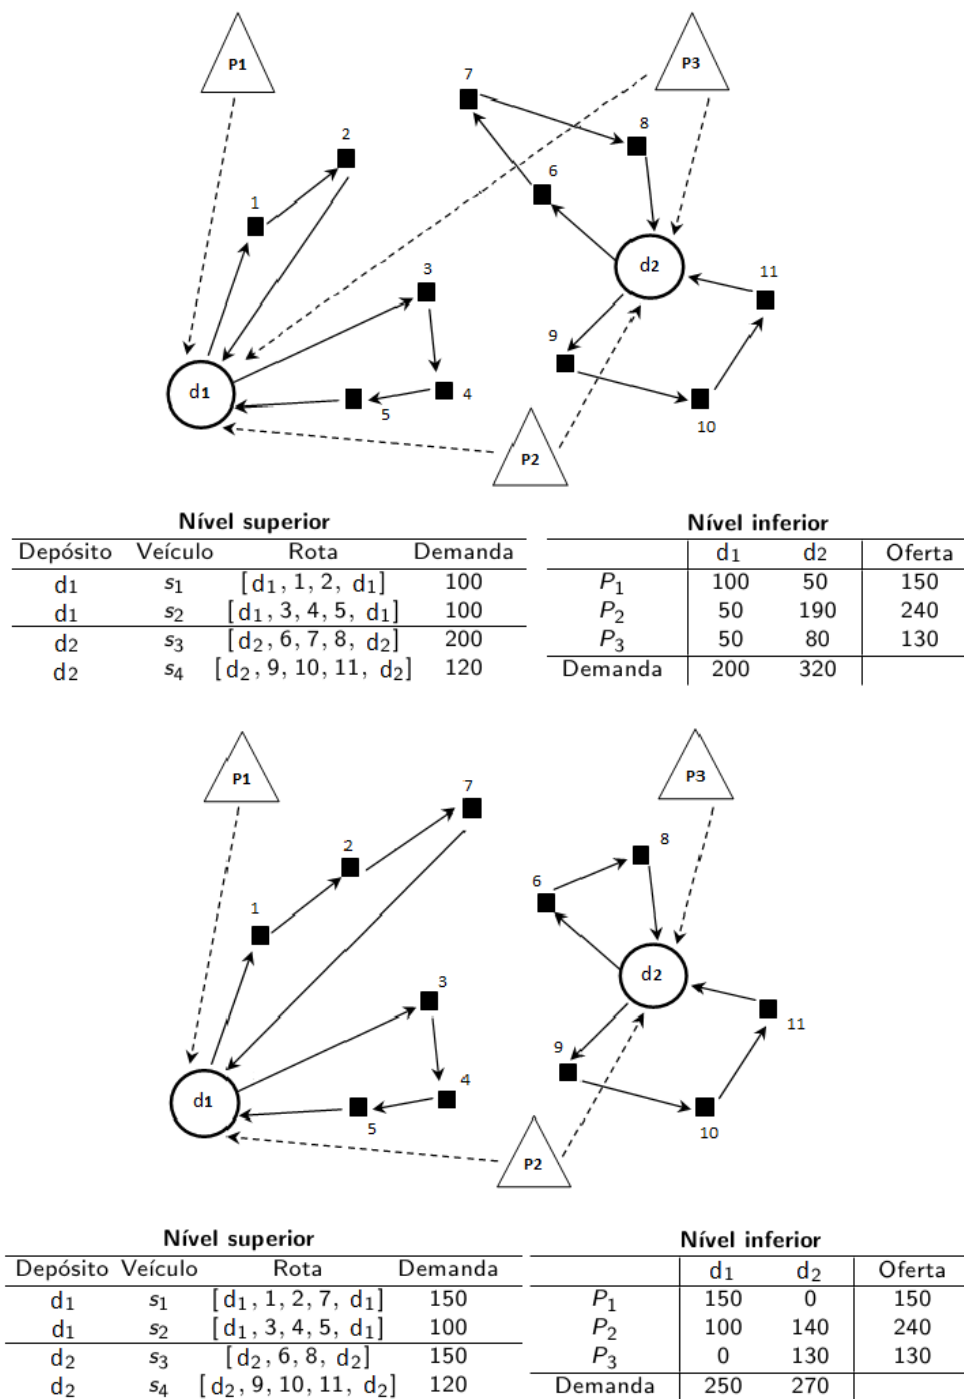 P1
P3
7
8
2
6
1
3
d2
11
9
d1
4
5
10
P2
Nível superior
Depósito Veículo Rota Demanda
d1 s1 [d1, 1, 2, d1] 100
d1 s2 [d1, 3, 4, 5, d1] 100
d2 s3 [d2, 6, 7, 8, d2] 200
d2 s4 [d2, 9, 10, 11, d2] 120
Nível inferior
d1 d2 Oferta
P1 100 50 150
P2 50 190 240
P3 50 80 130
Demanda 200 320
P1
P3
7
2
8
6
1
3
d2
11
9
4
d1
5
10
P2
Nível superior
Depósito Veículo Rota Demanda
d1 s1 [d1, 1, 2, 7, d1] 150
d1 s2 [d1, 3, 4, 5, d1] 100
d2 s3 [d2, 6, 8, d2] 150
d2 s4 [d2, 9, 10, 11, d2] 120
Nível inferior
d1 d2 Oferta
P1 150 0 150
P2 100 140 240
P3 0 130 130
Demanda 250 270